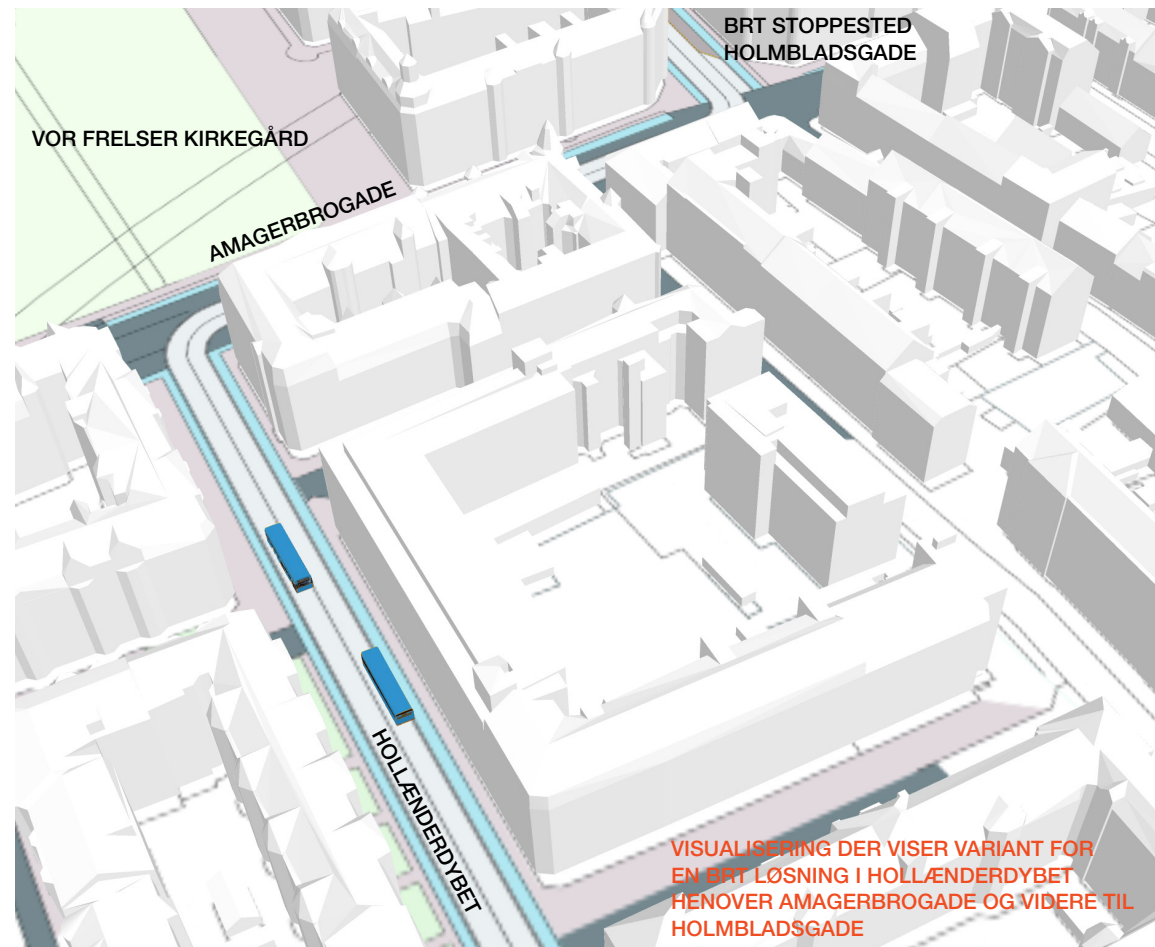 BRT STOPPESTED
HOLMBLADSGADE
VOR FRELSER KIRKEGÅRD
AMAGERBROGADE
HOLLÆNDERDYBET
VISUALISERING DER VISER VARIANT FOR
EN BRT LØSNING I HOLLÆNDERDYBET
HENOVER AMAGERBROGADE OG VIDERE TIL
HOLMBLADSGADE